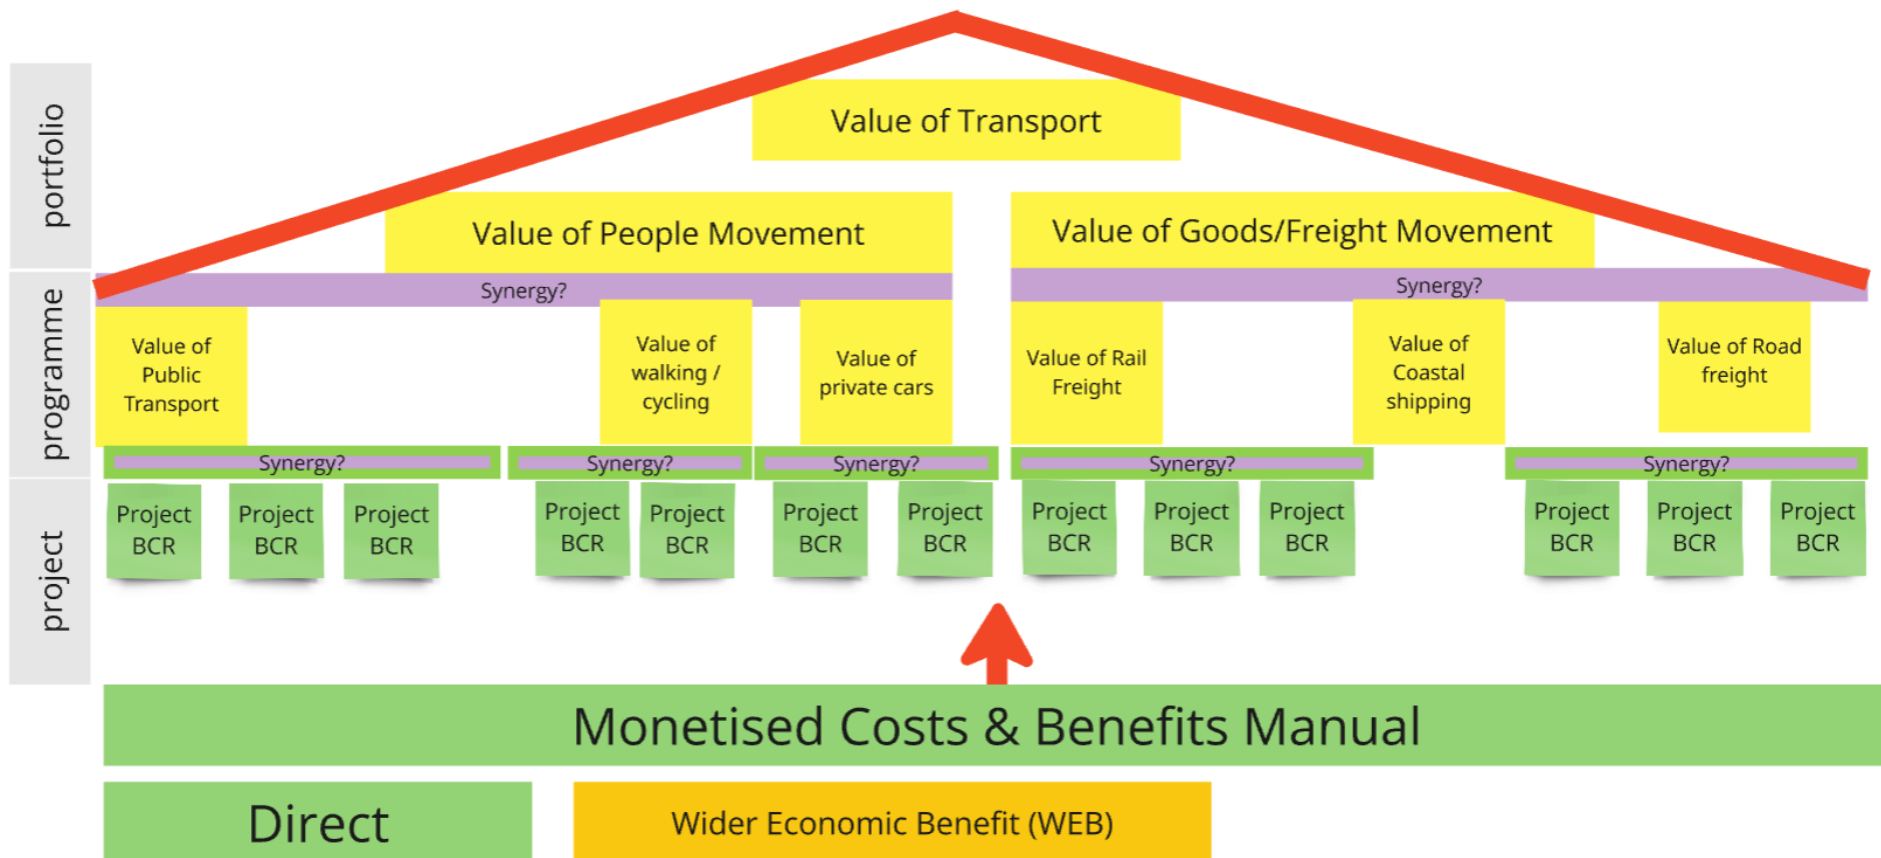 portfolio
Value of Transport
Value of People Movement
Value of Goods/Freight Movement
programme
Synergy?
Synergy?
Value of
Public
Transport
Value of
walking /
cycling
Value of
private cars
Value of Rail
Freight
Value of
Coastal
shipping
Value of Road
freight
Synergy?
Synergy?
Synergy?
Synergy?
Synergy?
project
Project
BCR
Project
BCR
Project
BCR
Project
BCR
Project
BCR
Project
BCR
Project
BCR
Project
BCR
Project
BCR
Project
BCR
Project
BCR
Project
BCR
Project
BCR
Monetised Costs & Benefits Manual
Direct
Wider Economic Benefit (WEB)